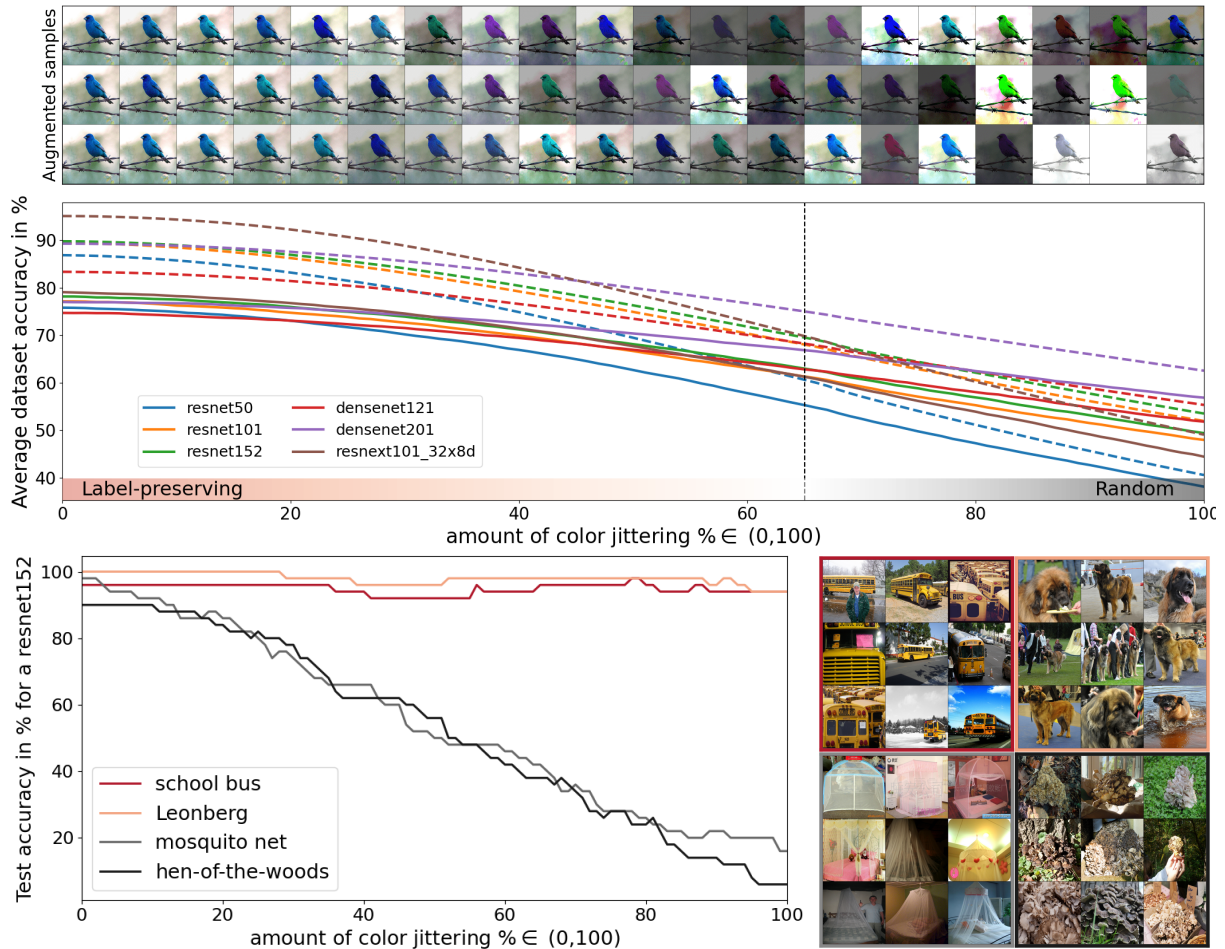 Augmented samples
Average dataset accuracy in %
90
80
70
60
50
40
resnet50
resnet101
resnet152
densenet121
densenet201
resnext101_32x8d
Label-preserving
Random
0
20
40
60
80
100
amount of color jittering %∈ (0,100)
Test accuracy in % for a resnet152
100
80
60
40
20
school bus
Leonberg
mosquito net
hen-of-the-woods
0
20
40
60
80
100
amount of color jittering %∈ (0,100)
BUS